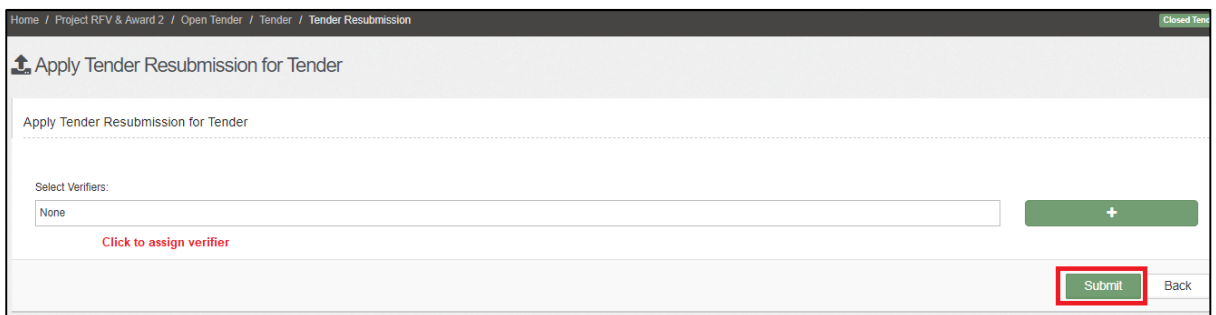 Home / Project RFV & Award 2 / Open Tender / Tender / Tender Resubmission
Closed Tend
Apply Tender Resubmission for Tender
Apply Tender Resubmission for Tender
Select Verifiers:
None
+
Click to assign verifier
Submit Back